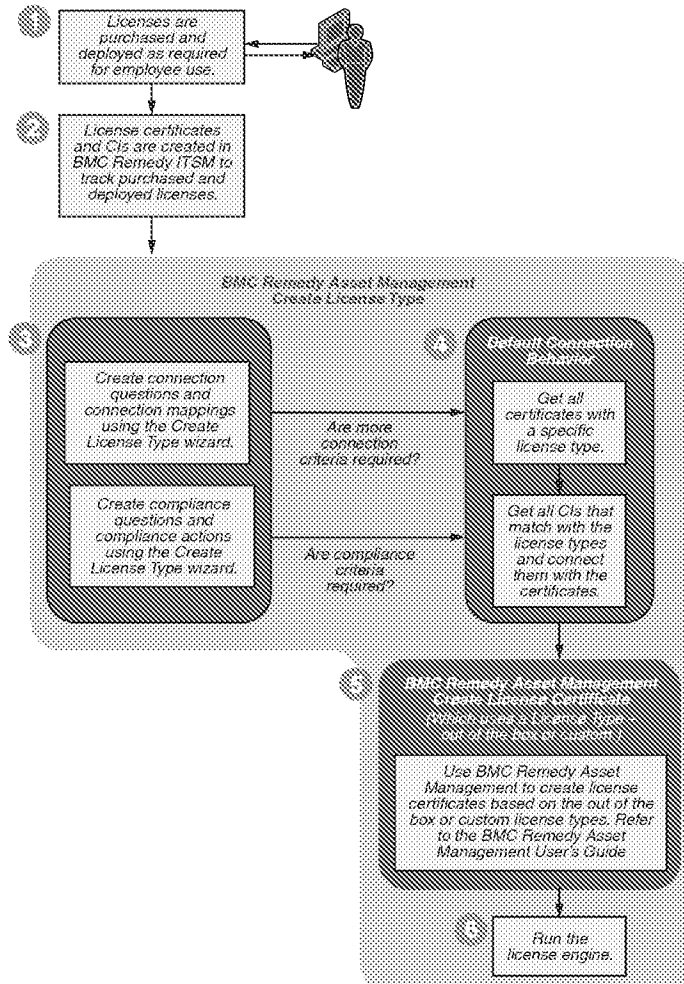 1
Licenses are
purchased and
deployed as required
for employee use.
2
License certificates
and CIs are created in
BMC Remedy ITSM to
track purchased and
deployed licenses.
BMC Remedy Asset Management
Create License Type
3
Create connection
questions and
connection mappings
using the Create
License Type wizard.
Create compliance
questions and
compliance actions
using the Create
License Type wizard.
Are more
connection
criteria required?
Are compliance
criteria
required?
4
Default Connection
Behavior
Get all
certificates with
a specific
license type.
Get all CIs that
match with the
license types
and connect
them with the
certificates.
5
BMC Remedy Asset Management
Create License Certificate
(Which uses a License Type -
out of the box or custom )
Use BMC Remedy Asset
Management to create license
certificates based on the out of the
box or custom license types. Refer
to the BMC Remedy Asset
Management User's Guide
6
Run the
license engine.